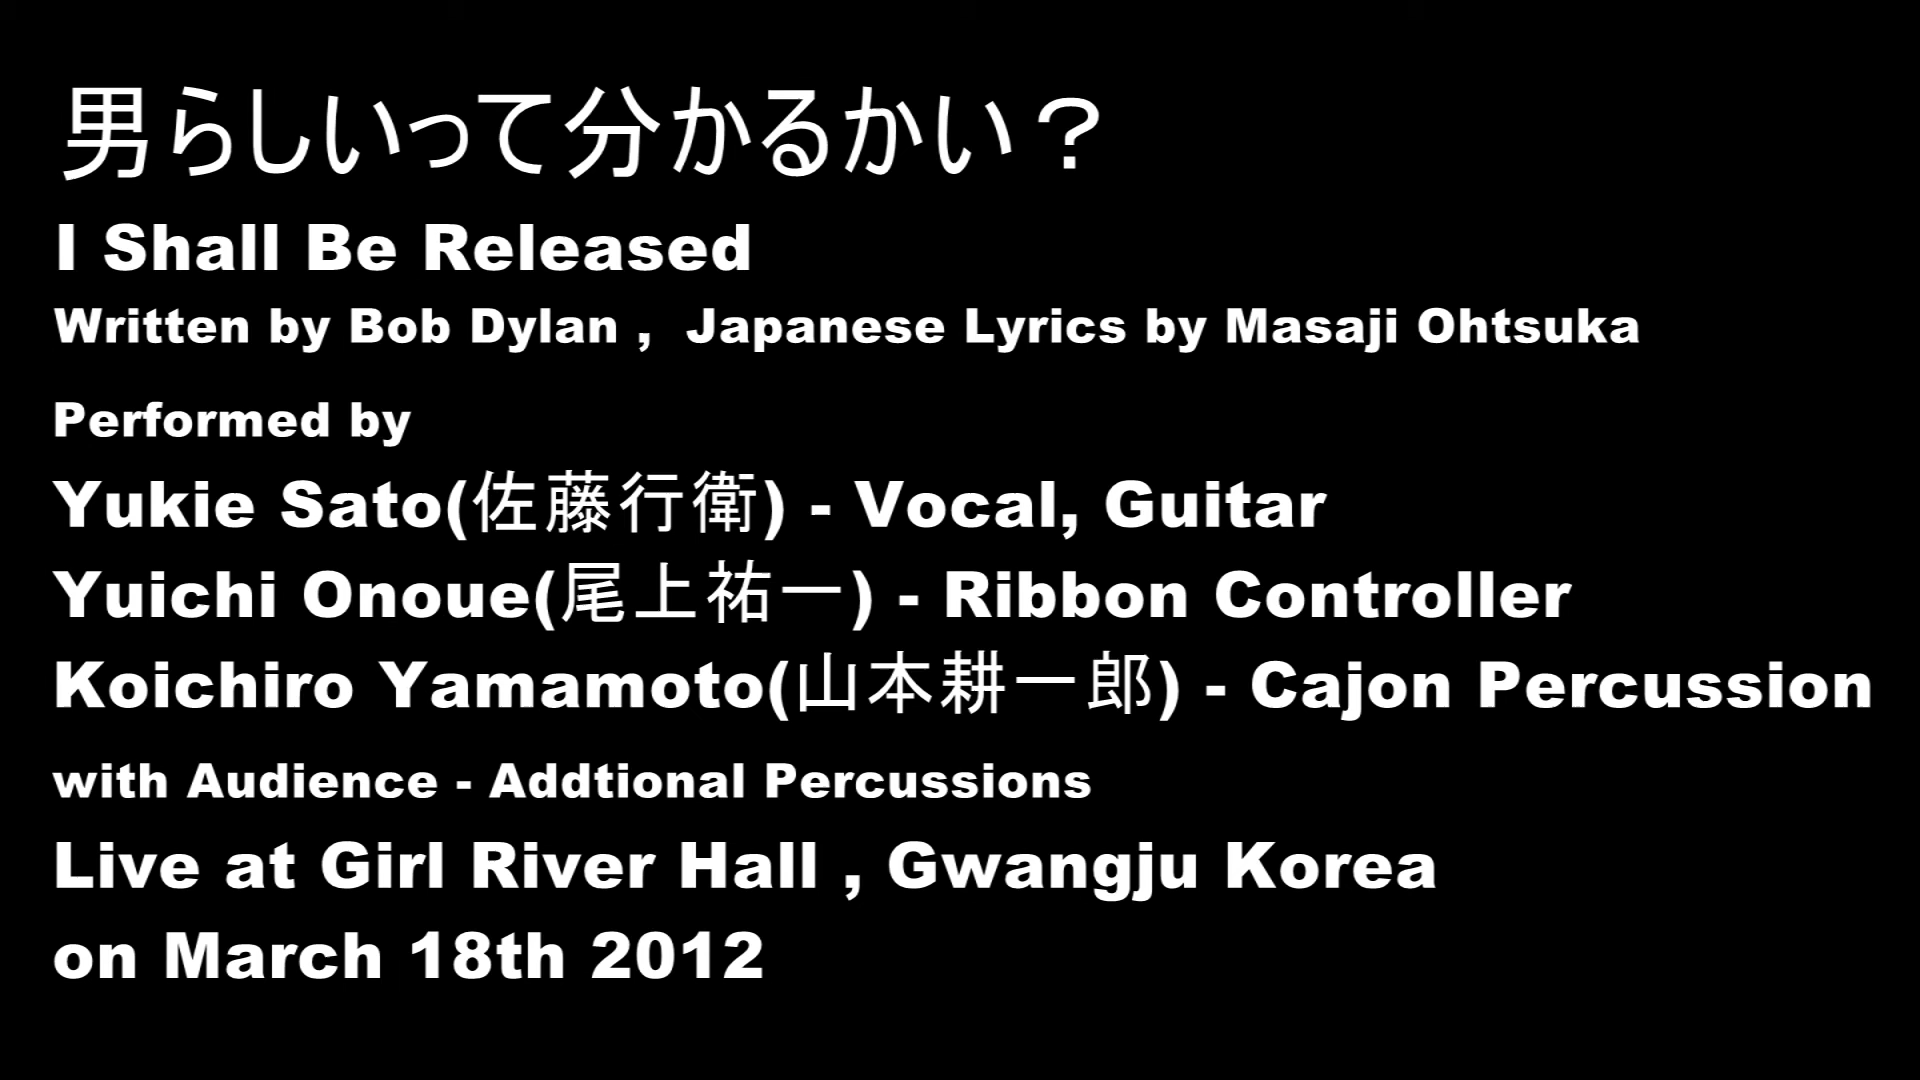 男らしいって分かるかい？
I Shall Be Released
Written by Bob Dylan ,  Japanese Lyrics by Masaji Ohtsuka
Performed by
Yukie Sato(佐藤行衛) - Vocal, Guitar
Yuichi Onoue(尾上祐一) - Ribbon Controller
Koichiro Yamamoto(山本耕一郎) - Cajon Percussion
with Audience - Addtional Percussions
Live at Girl River Hall , Gwangju Korea
on March 18th 2012